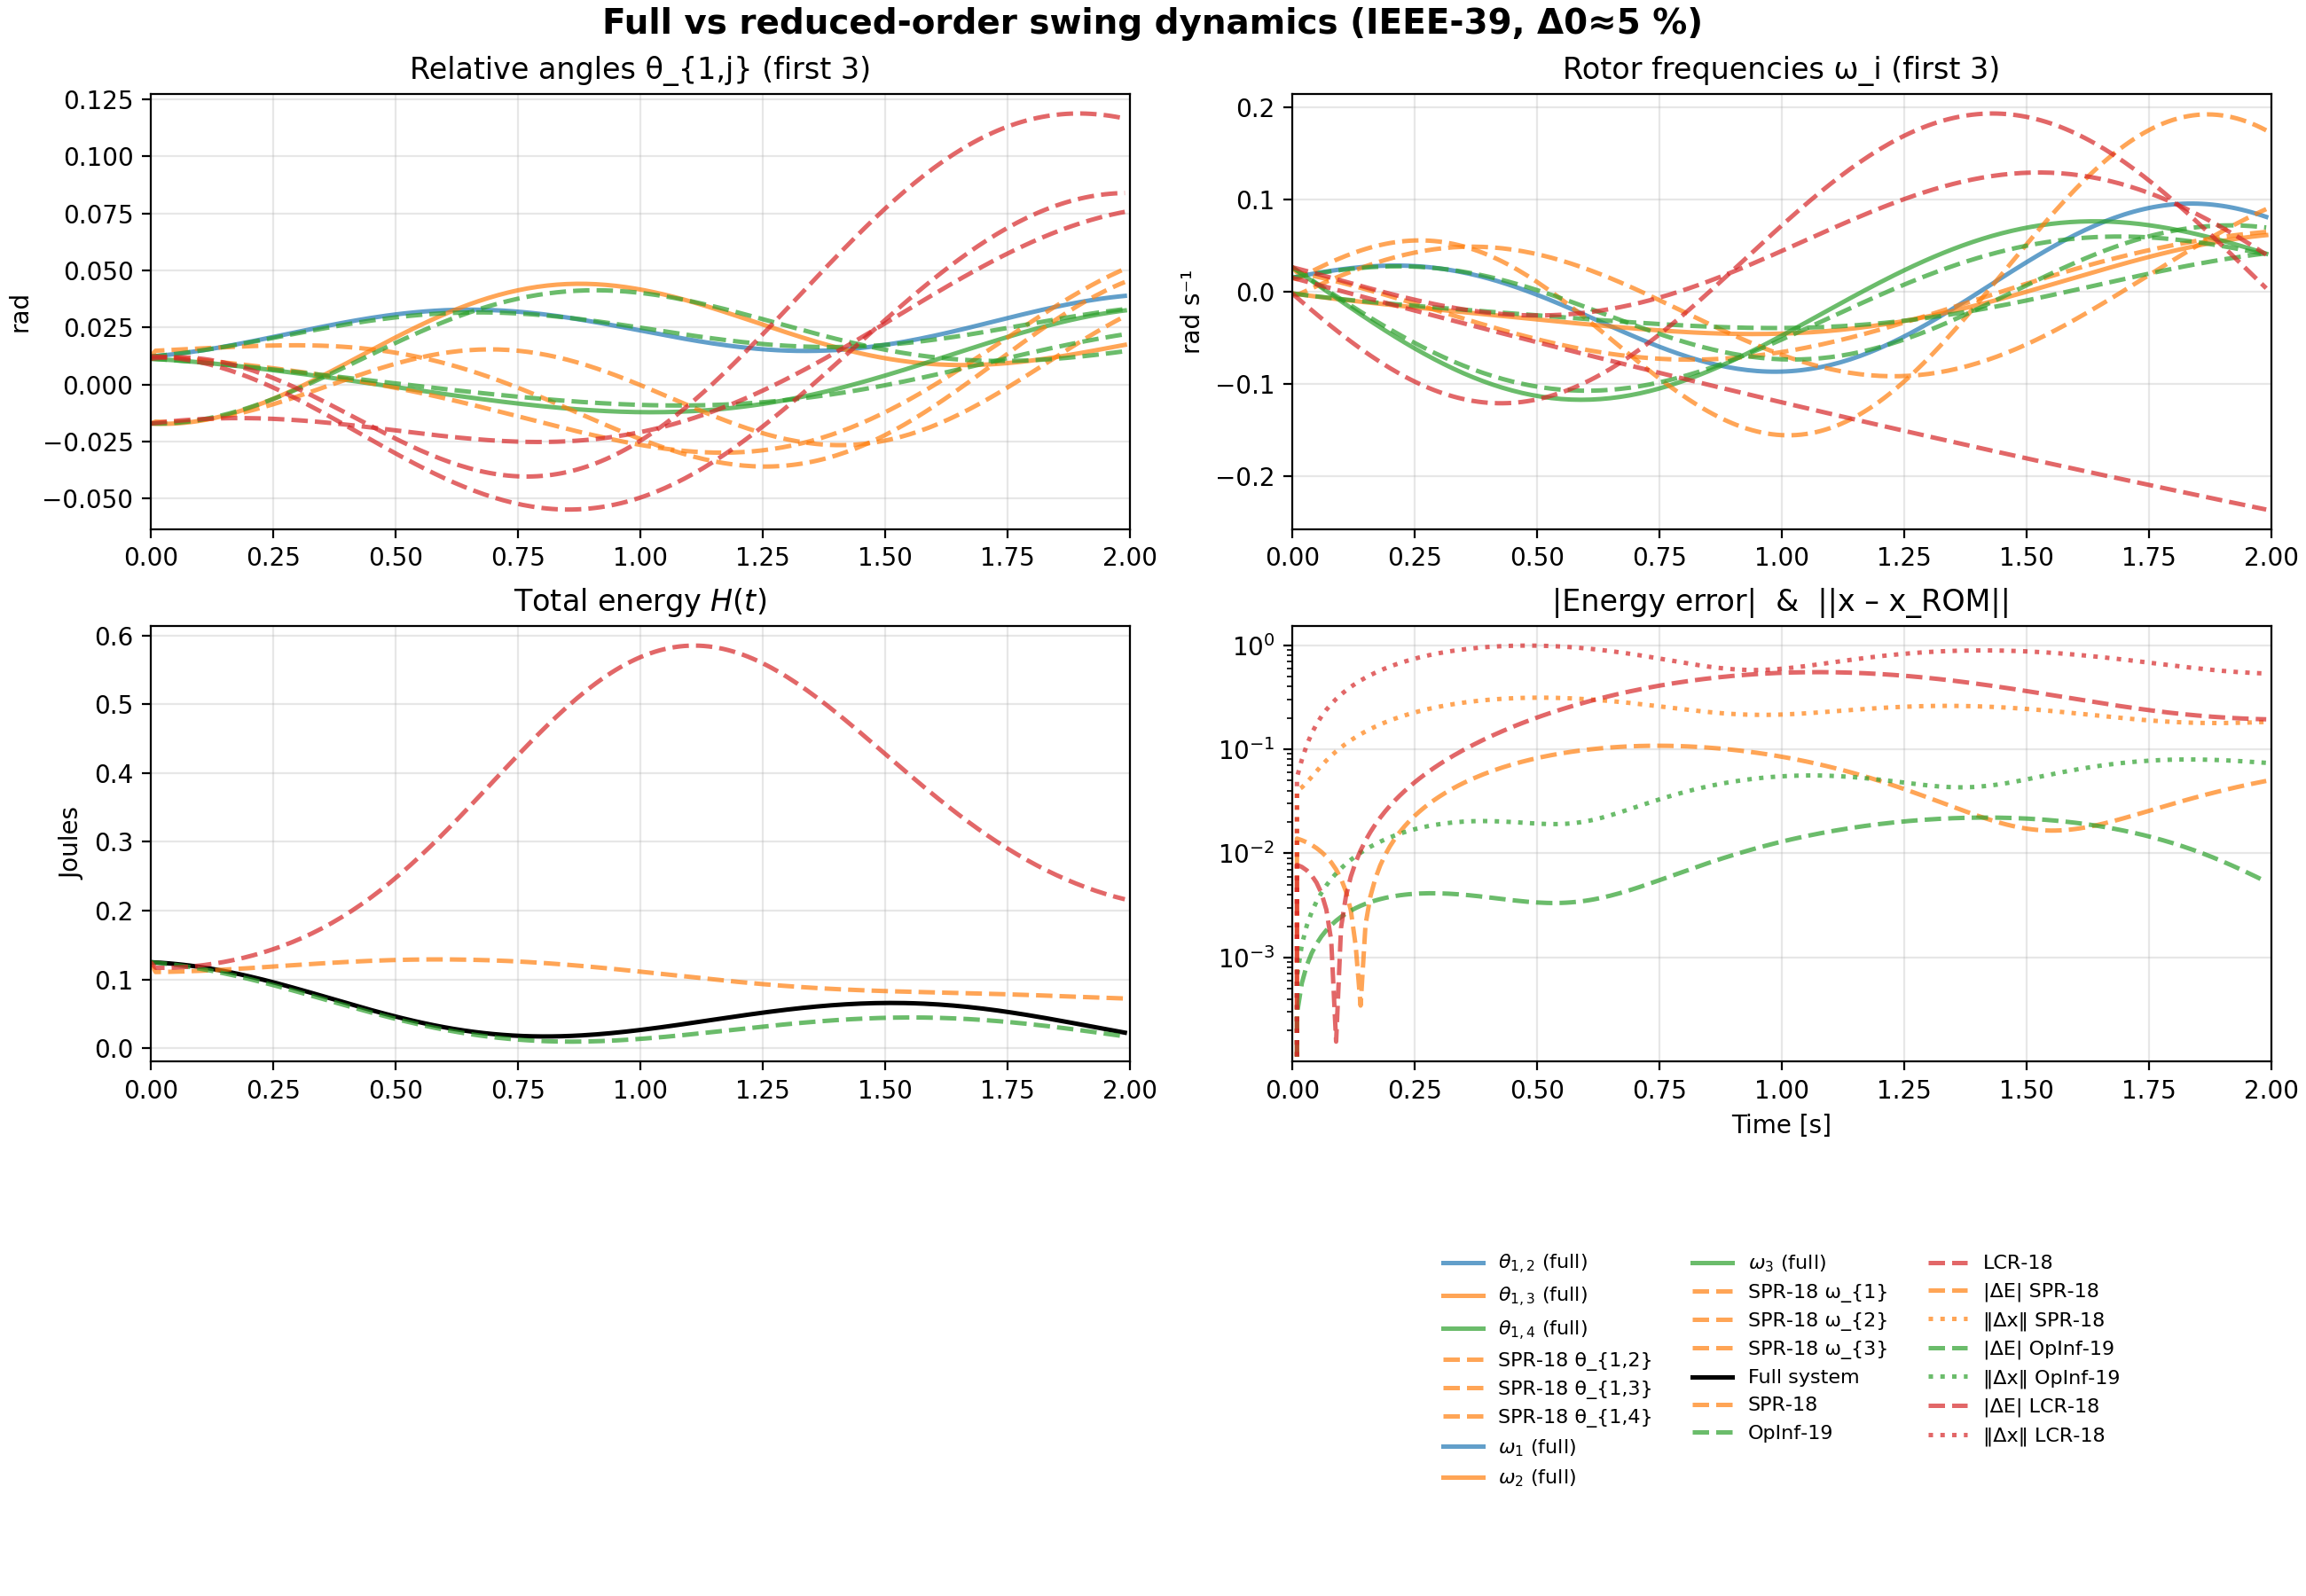 Full vs reduced-order swing dynamics (IEEE-39, Δ0≈5 %)
Relative angles θ_{1,j} (first 3)
rad
0.125
0.100
0.075
0.050
0.025
0.000
−0.025
−0.050
0.00 0.25 0.50 0.75 1.00 1.25 1.50 1.75 2.00
Rotor frequencies ω_i (first 3)
rad s⁻¹
0.2
0.1
0.0
−0.1
−0.2
0.00 0.25 0.50 0.75 1.00 1.25 1.50 1.75 2.00
Total energy H(t)
Joules
0.6
0.5
0.4
0.3
0.2
0.1
0.0
0.00 0.25 0.50 0.75 1.00 1.25 1.50 1.75 2.00
|Energy error| & ||x – x_ROM||
10⁰
10⁻¹
10⁻²
10⁻³
0.00 0.25 0.50 0.75 1.00 1.25 1.50 1.75 2.00
Time [s]
θ₁,₂ (full)
θ₁,₃ (full)
θ₁,₄ (full)
SPR-18 θ_{1,2}
SPR-18 θ_{1,3}
SPR-18 θ_{1,4}
ω₁ (full)
ω₂ (full)
ω₃ (full)
SPR-18 ω_{1}
SPR-18 ω_{2}
SPR-18 ω_{3}
Full system
SPR-18
OpInf-19
LCR-18
|ΔE| SPR-18
‖Δx‖ SPR-18
|ΔE| OpInf-19
‖Δx‖ OpInf-19
|ΔE| LCR-18
‖Δx‖ LCR-18